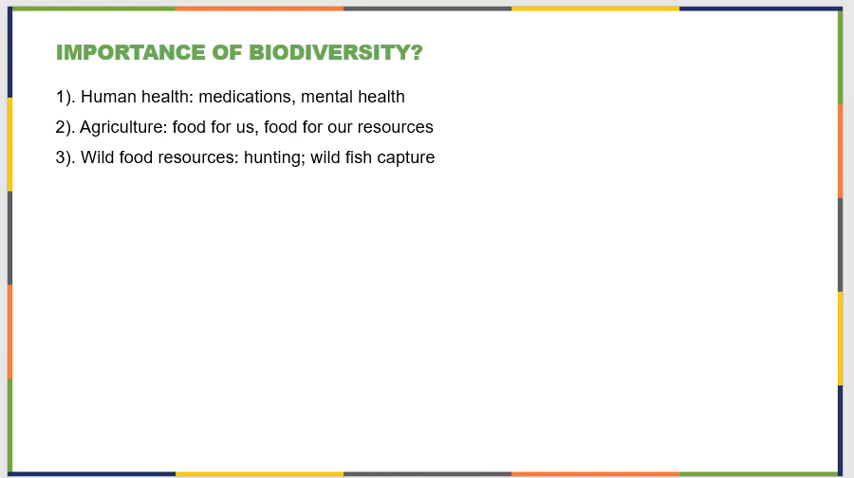 IMPORTANCE OF BIODIVERSITY?
1). Human health: medications, mental health
2). Agriculture: food for us, food for our resources
3). Wild food resources: hunting; wild fish capture